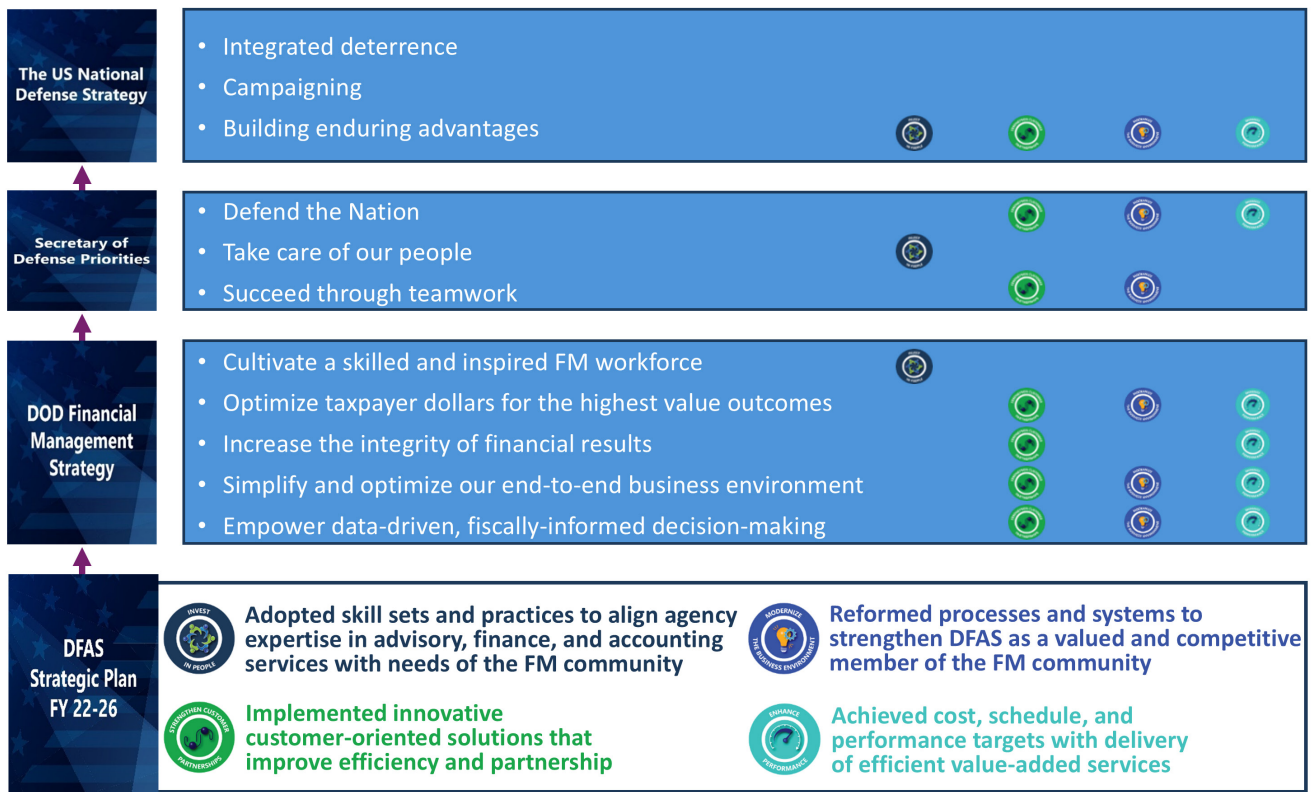 The US National
Defense Strategy
• Integrated deterrence
• Campaigning
• Building enduring advantages
Secretary of
Defense Priorities
• Defend the Nation
• Take care of our people
• Succeed through teamwork
DOD Financial
Management
Strategy
• Cultivate a skilled and inspired FM workforce
• Optimize taxpayer dollars for the highest value outcomes
• Increase the integrity of financial results
• Simplify and optimize our end-to-end business environment
• Empower data-driven, fiscally-informed decision-making
DFAS
Strategic Plan
FY 22-26
INVEST
IN PEOPLE
Adopted skill sets and practices to align agency
expertise in advisory, finance, and accounting
services with needs of the FM community
MODERNIZE
THE BUSINESS ENVIRONMENT
Reformed processes and systems to
strengthen DFAS as a valued and competitive
member of the FM community
STRENGTHEN CUSTOMER
PARTNERSHIPS
Implemented innovative
customer-oriented solutions that
improve efficiency and partnership
ENHANCE
PERFORMANCE
Achieved cost, schedule, and
performance targets with delivery
of efficient value-added services